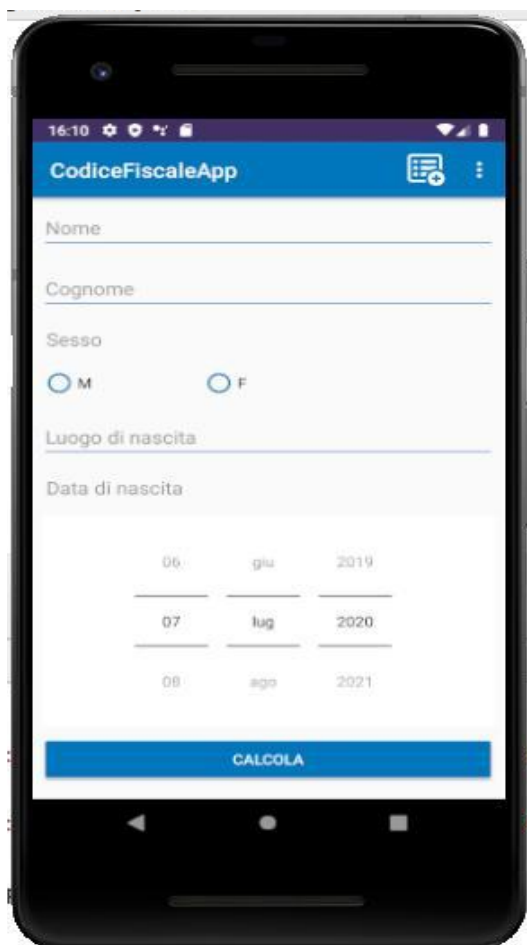 16:10
CodiceFiscaleApp
Nome
Cognome
Sesso
M F
Luogo di nascita
Data di nascita
06 giu 2019
07 lug 2020
08 ago 2021
CALCOLA